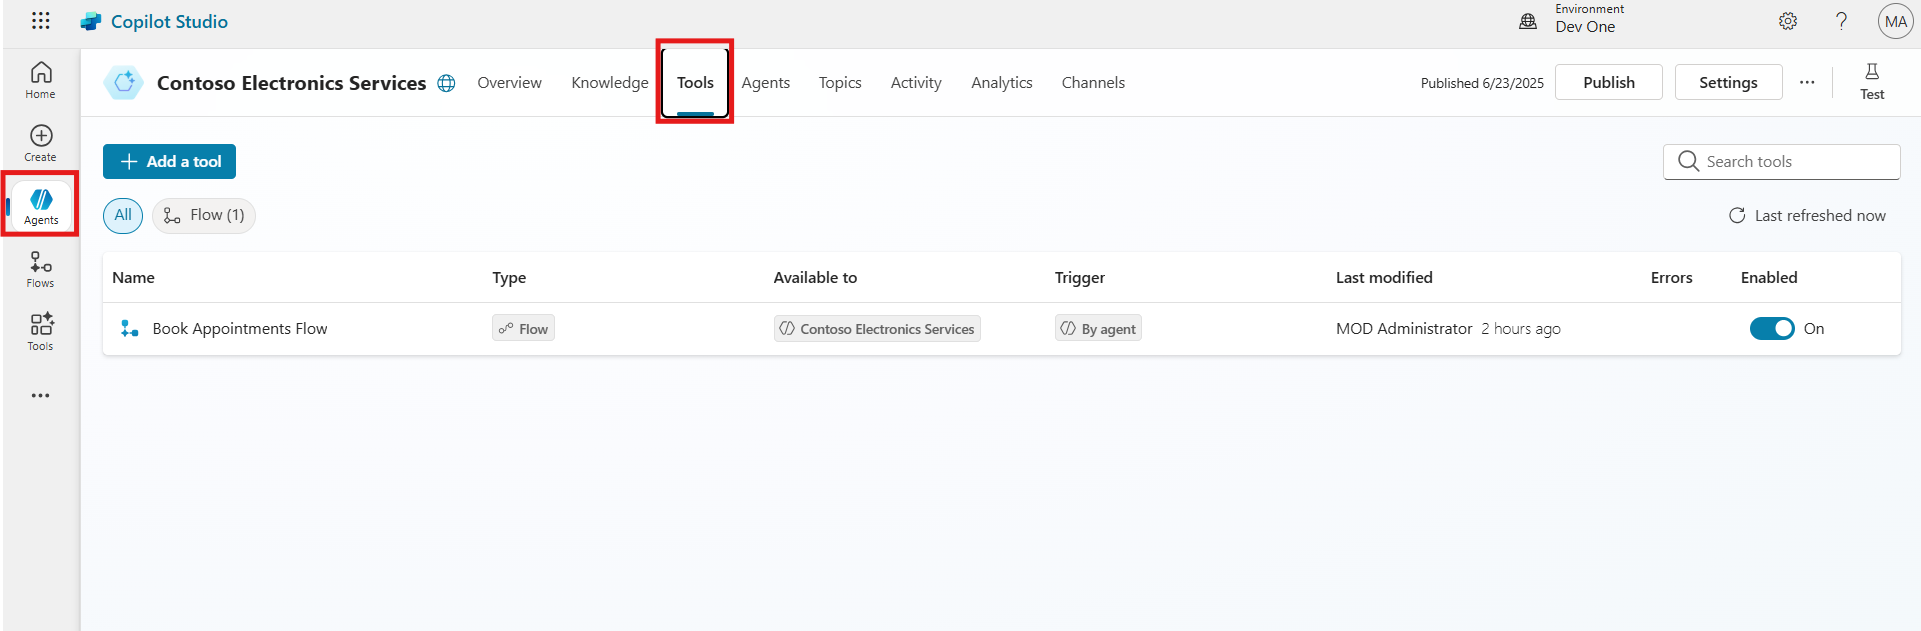 Copilot Studio
Environment
Dev One
MA
Home
Create
Agents
Flows
Tools
Contoso Electronics Services
Overview
Knowledge
Tools
Agents
Topics
Activity
Analytics
Channels
Published 6/23/2025
Publish
Settings
Test
Add a tool
Search tools
All
Flow (1)
Last refreshed now
Name Type Available to Trigger Last modified Errors Enabled
Book Appointments Flow Flow Contoso Electronics Services By agent MOD Administrator 2 hours ago On